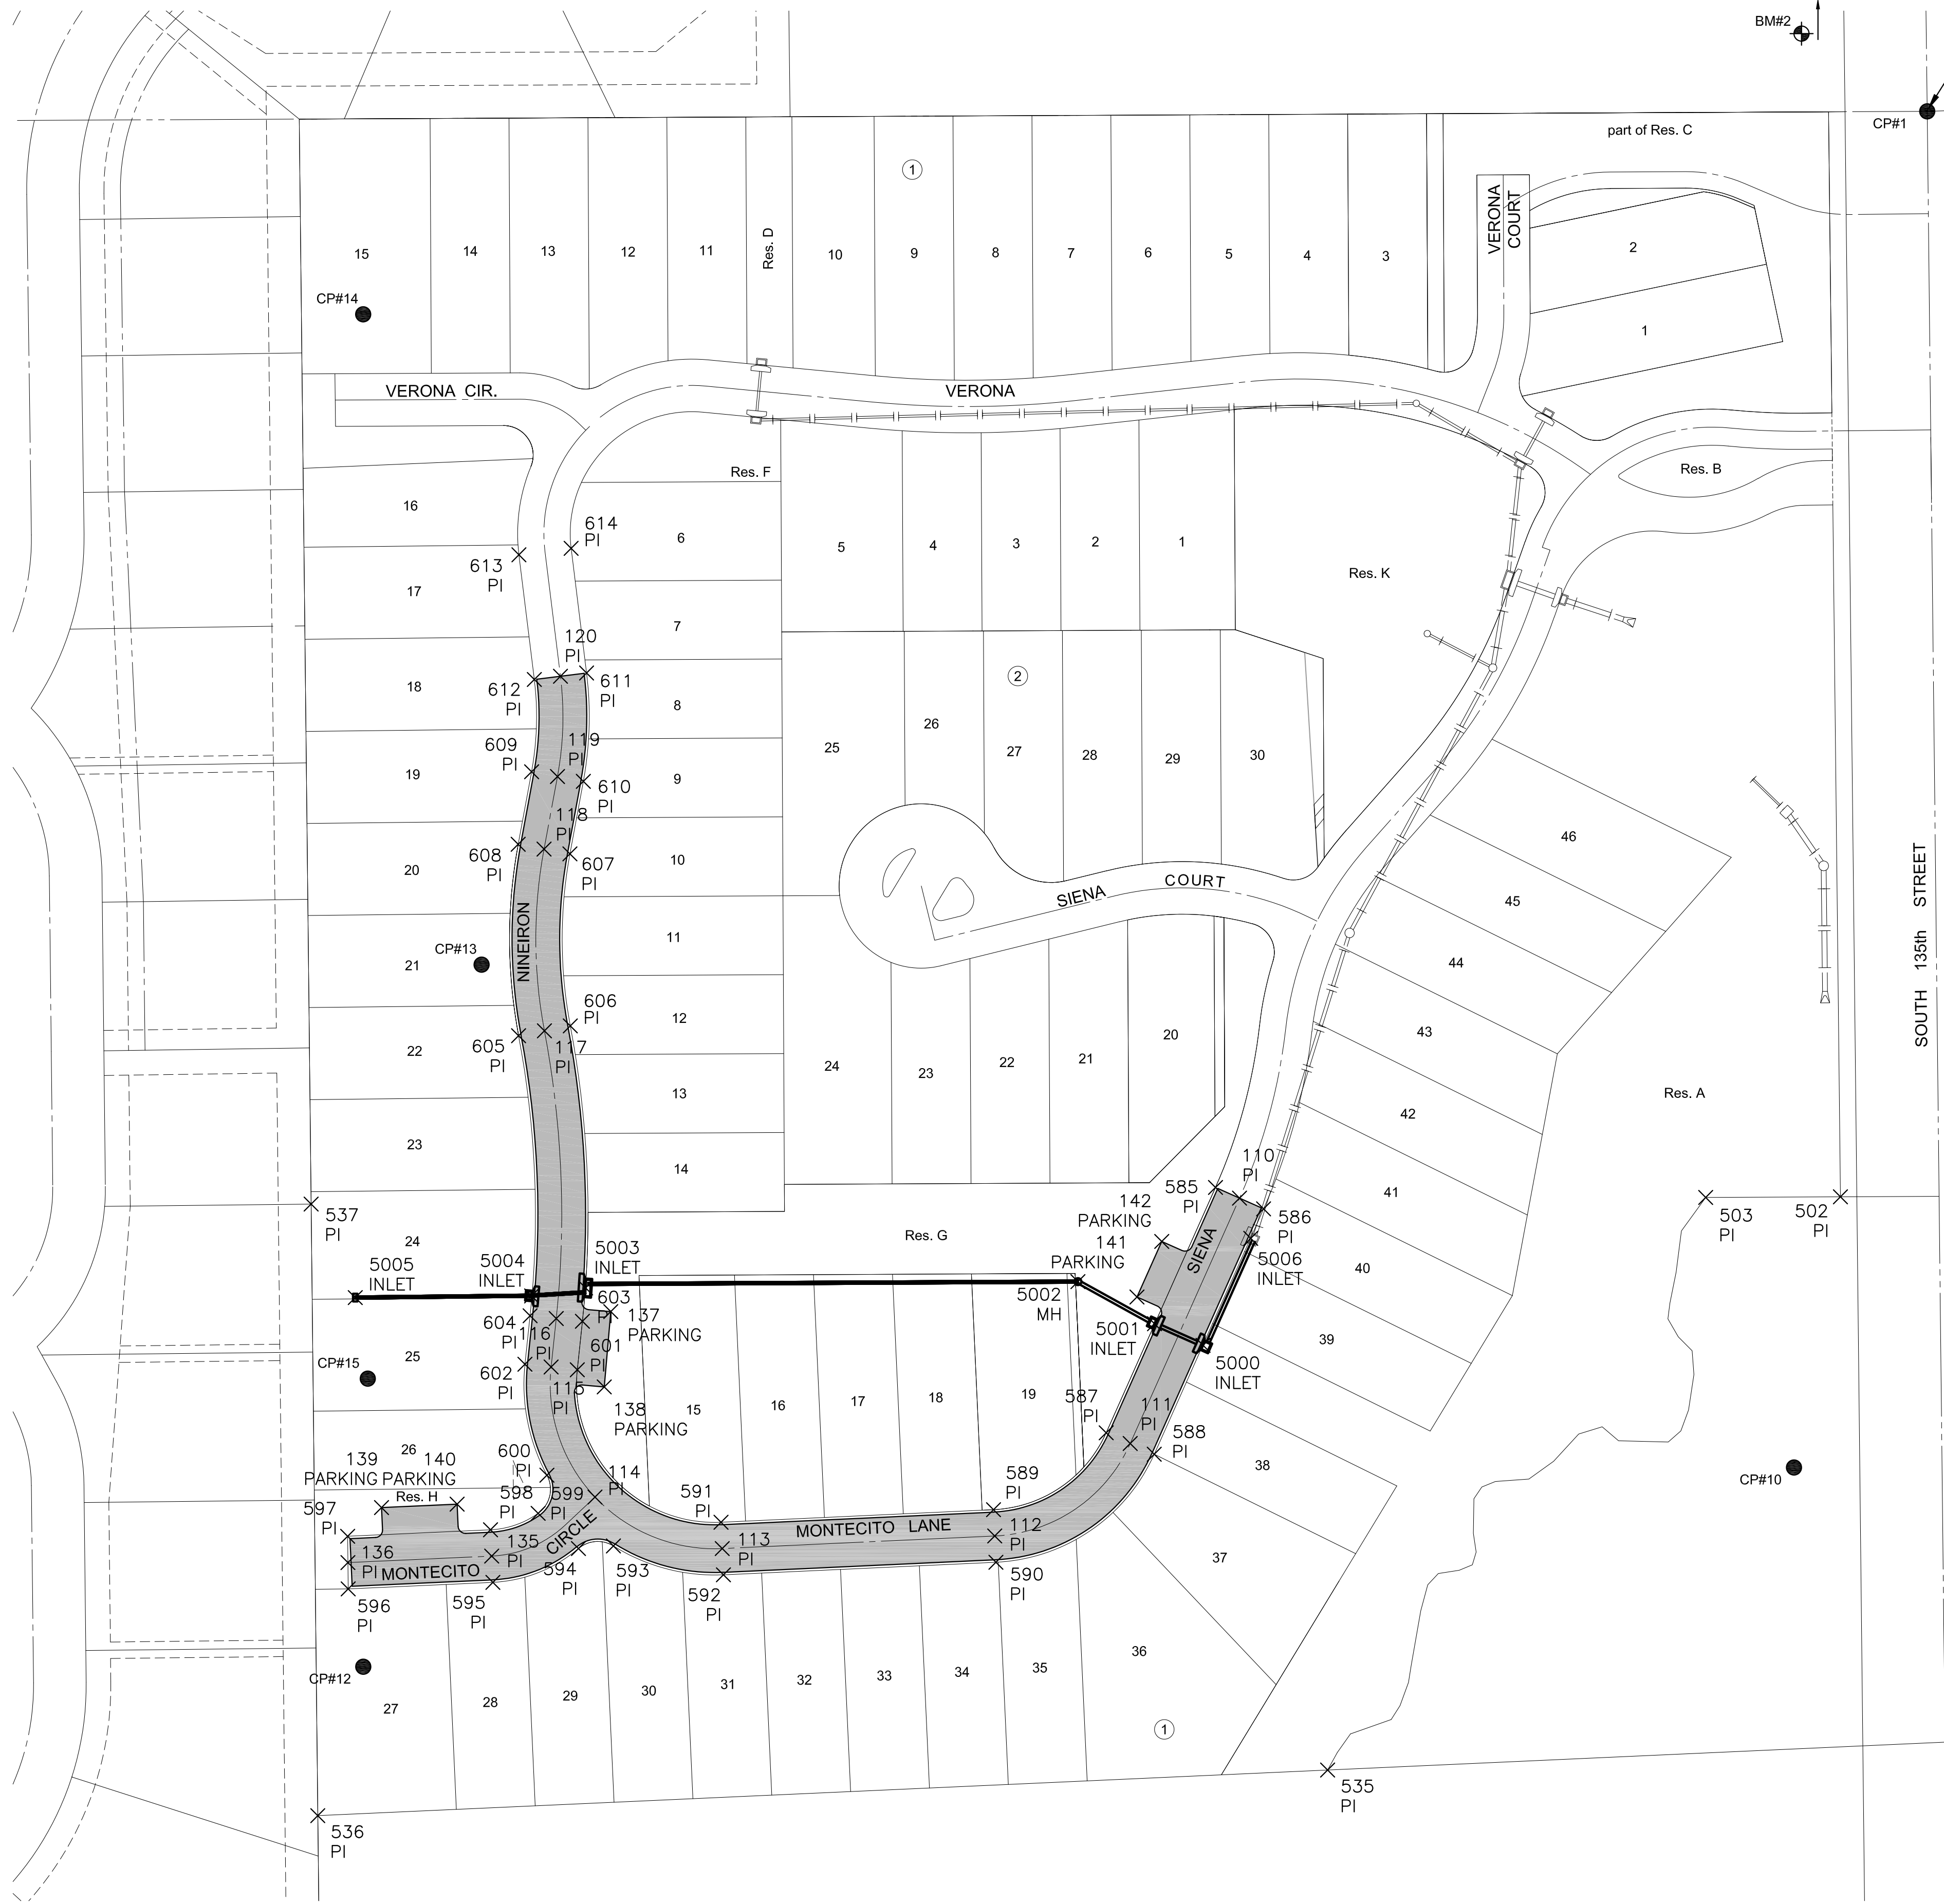 BM#2
CP#1
part of Res. C
1
VERONA
COURT
2
1
15
14
13
12
11
Res. D
10
9
8
7
6
5
4
3
CP#14
VERONA CIR.
VERONA
Res. B
Res. F
16
614
PI
6
5
4
3
2
1
Res. K
613
PI
17
7
120
PI
612
PI
611
PI
18
8
2
26
25
27
28
29
30
609
PI
119
PI
610
PI
19
9
118
PI
608
PI
607
PI
20
10
46
SIENA
COURT
45
44
43
42
41
40
39
38
37
36
SOUTH 135th STREET
NINEIRON
CP#13
21
11
606
PI
12
605
PI
117
PI
22
13
23
14
24
23
22
21
20
Res. A
110
PI
585
PI
586
PI
142
PARKING
141
PARKING
SIENA
5006
INLET
503
PI
502
PI
537
PI
24
Res. G
5005
INLET
5004
INLET
5003
INLET
5002
MH
5001
INLET
5000
INLET
603
PI
137
PARKING
604
PI
116
PI
601
PI
602
PI
115
PI
138
PARKING
25
CP#15
15
16
17
18
19
587
PI
111
PI
588
PI
CP#10
26
139
PARKING
140
PARKING
Res. H
600
PI
114
PI
597
PI
598
PI
599
PI
591
PI
589
PI
MONTECITO LANE
112
PI
113
PI
CIRCLE
135
PI
136
PI
MONTECITO
594
PI
593
PI
592
PI
590
PI
596
PI
595
PI
CP#12
27
28
29
30
31
32
33
34
35
1
535
PI
536
PI